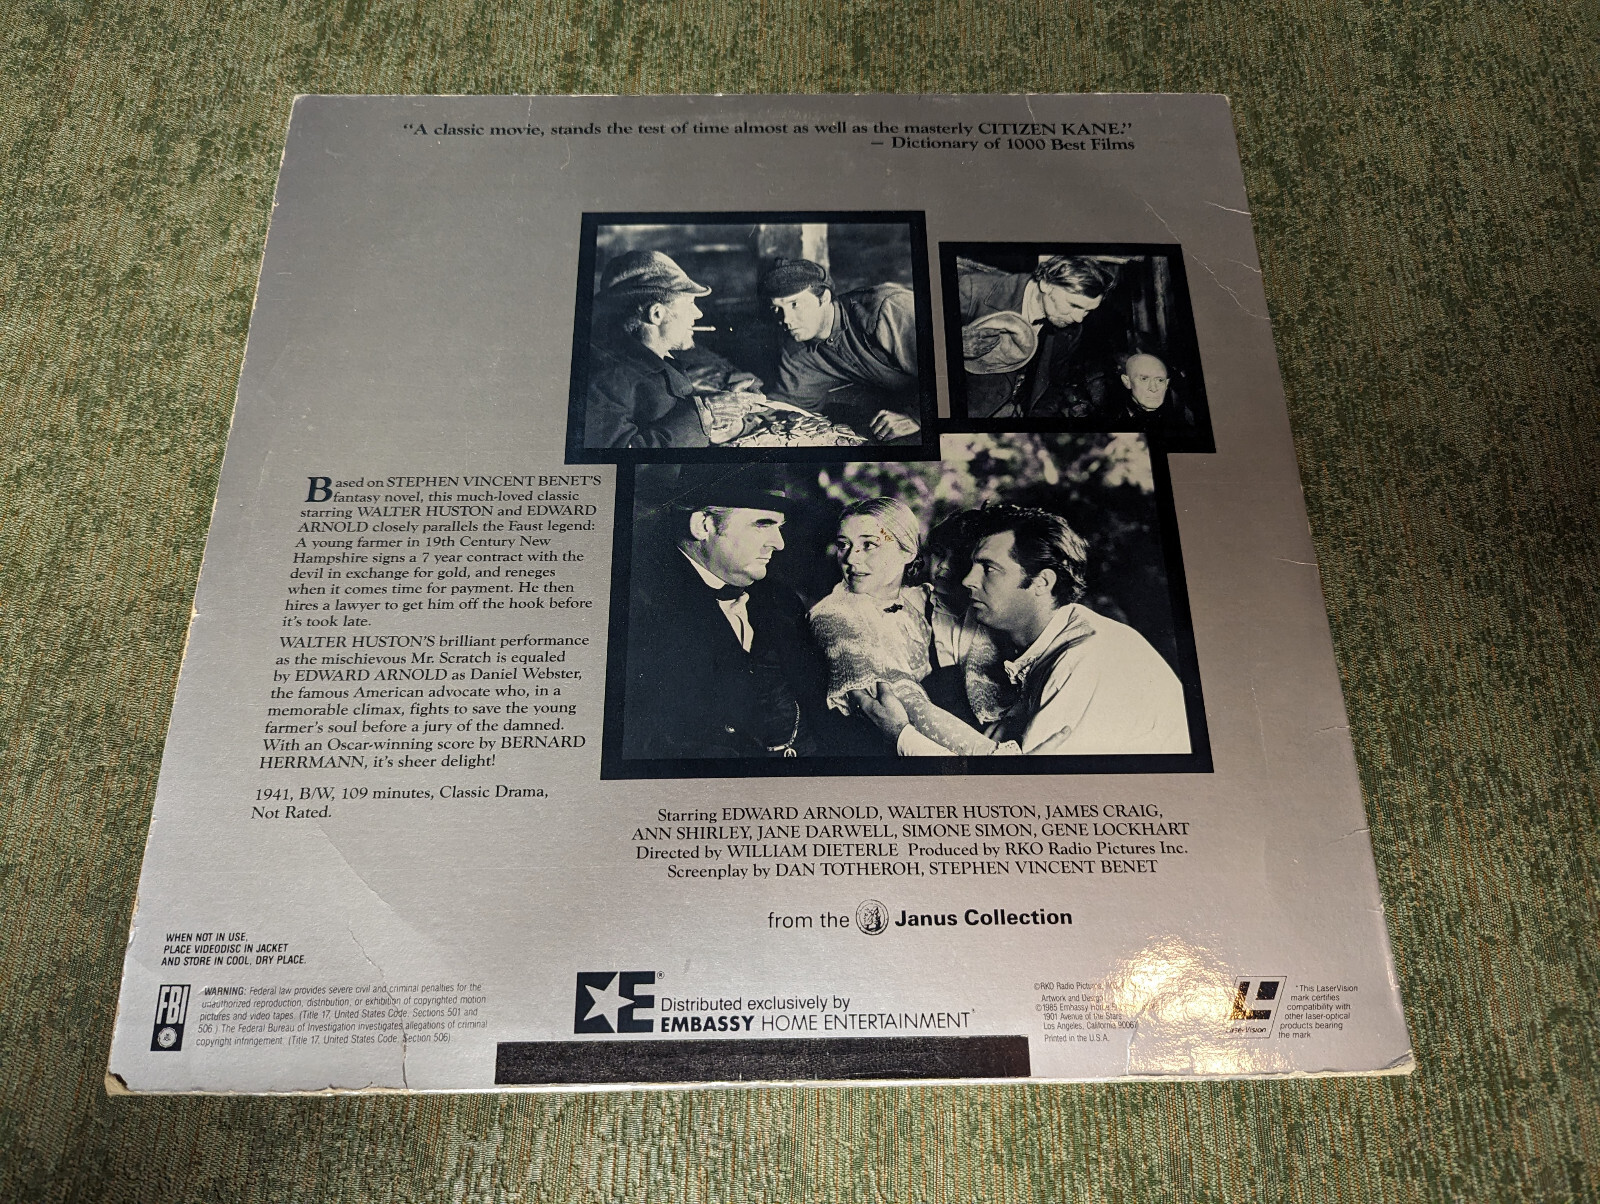 “A classic movie, stands the test of time almost as well as the masterly CITIZEN KANE.”
— Dictionary of 1000 Best Films
Based on STEPHEN VINCENT BENET'S
fantasy novel, this much-loved classic
starring WALTER HUSTON and EDWARD
ARNOLD closely parallels the Faust legend:
A young farmer in 19th Century New
Hampshire signs a 7 year contract with the
devil in exchange for gold, and reneges
when it comes time for payment. He then
hires a lawyer to get him off the hook before
it's took late.
WALTER HUSTON'S brilliant performance
as the mischievous Mr. Scratch is equaled
by EDWARD ARNOLD as Daniel Webster,
the famous American advocate who, in a
memorable climax, fights to save the young
farmer's soul before a jury of the damned.
With an Oscar-winning score by BERNARD
HERRMANN, it's sheer delight!
1941, B/W, 109 minutes, Classic Drama,
Not Rated.
Starring EDWARD ARNOLD, WALTER HUSTON, JAMES CRAIG,
ANN SHIRLEY, JANE DARWELL, SIMONE SIMON, GENE LOCKHART
Directed by WILLIAM DIETERLE Produced by RKO Radio Pictures Inc.
Screenplay by DAN TOTHEROH, STEPHEN VINCENT BENET
from the Janus Collection
WHEN NOT IN USE,
PLACE VIDEODISC IN JACKET
AND STORE IN COOL, DRY PLACE.
FBI
WARNING: Federal law provides severe civil and criminal penalties for the
unauthorized reproduction, distribution, or exhibition of copyrighted motion
pictures and video tapes. (Title 17, United States Code, Sections 501 and
506.) The Federal Bureau of Investigation investigates allegations of criminal
copyright infringement. (Title 17, United States Code, Section 506)
E®
Distributed exclusively by
EMBASSY HOME ENTERTAINMENT
©RKO Radio
Artwork and Design
©1985 Embassy Home
1901 Avenue of the Stars
Los Angeles, California 90067
Printed in the U.S.A.
LaserVision
*This LaserVision
mark certifies
compatibility with
other laser-optical
products bearing
the mark